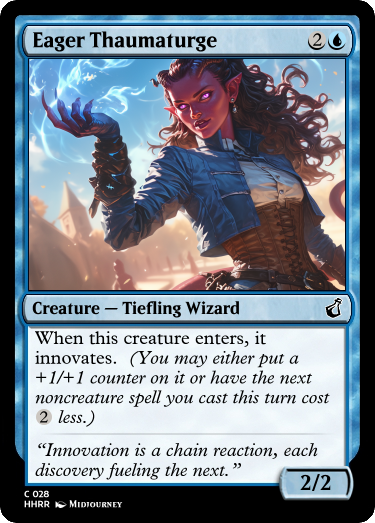 Eager Thaumaturge 2
Creature — Tiefling Wizard
When this creature enters, it
innovates. (You may either put a
+1/+1 counter on it or have the next
noncreature spell you cast this turn cost
2 less.)
“Innovation is a chain reaction, each
discovery fueling the next.”
2/2
C 028
HHRR MIDJOURNEY